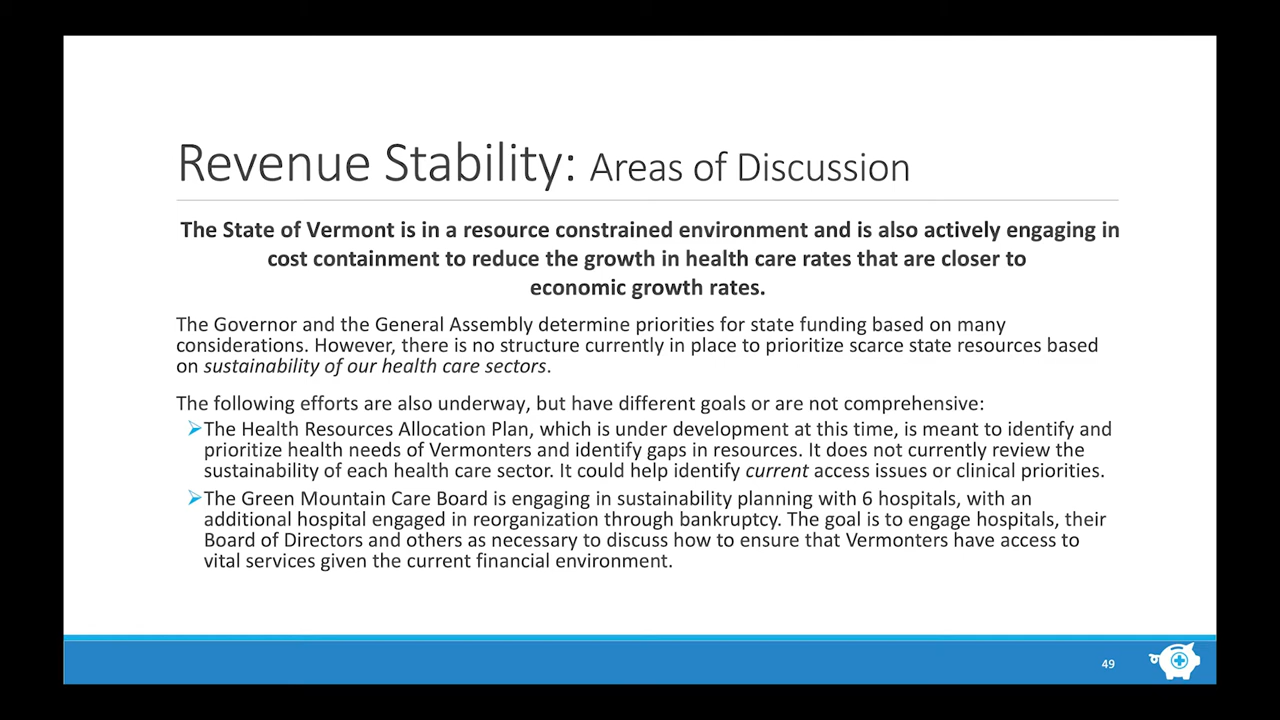 Revenue Stability: Areas of Discussion
The State of Vermont is in a resource constrained environment and is also actively engaging in
cost containment to reduce the growth in health care rates that are closer to
economic growth rates.
The Governor and the General Assembly determine priorities for state funding based on many
considerations. However, there is no structure currently in place to prioritize scarce state resources based
on sustainability of our health care sectors.
The following efforts are also underway, but have different goals or are not comprehensive:
➢The Health Resources Allocation Plan, which is under development at this time, is meant to identify and
prioritize health needs of Vermonters and identify gaps in resources. It does not currently review the
sustainability of each health care sector. It could help identify current access issues or clinical priorities.
➢The Green Mountain Care Board is engaging in sustainability planning with 6 hospitals, with an
additional hospital engaged in reorganization through bankruptcy. The goal is to engage hospitals, their
Board of Directors and others as necessary to discuss how to ensure that Vermonters have access to
vital services given the current financial environment.
49